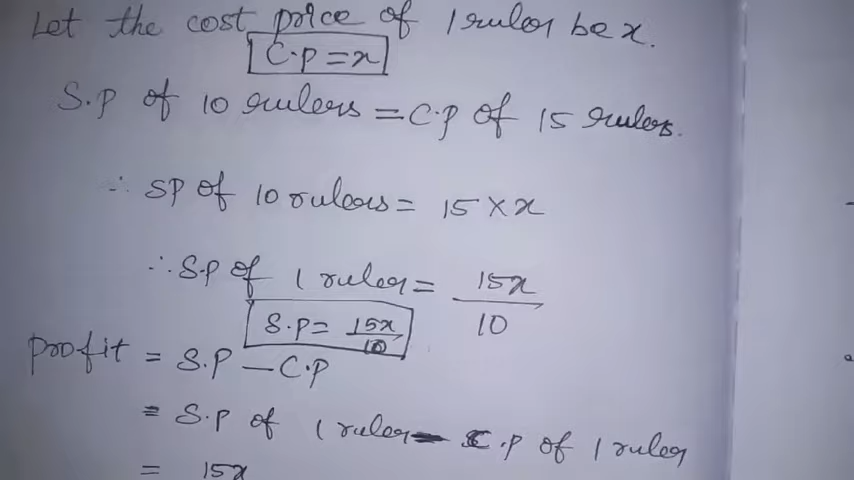 Let the cost price of 1 ruler be x.
C.P = x
S.P of 10 rulers = C.P of 15 rulers.
∴ SP of 10 rulers = 15 × x
∴ S.P of 1 ruler = 15x/10
S.P = 15x/10
Profit = S.P — C.P
= S.P of 1 ruler - C.P of 1 ruler
= 15x